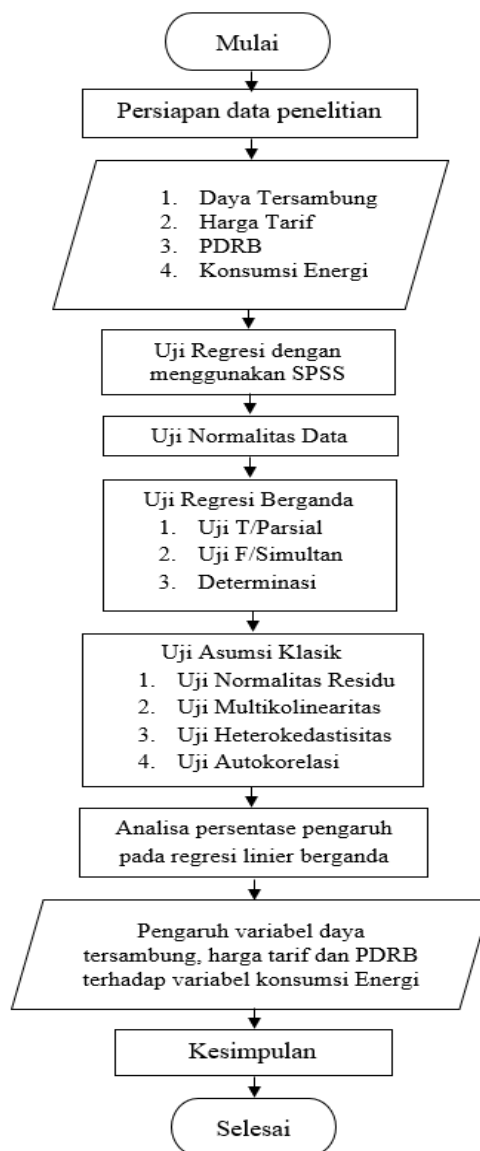 Mulai
Persiapan data penelitian
1. Daya Tersambung
2. Harga Tarif
3. PDRB
4. Konsumsi Energi
Uji Regresi dengan
menggunakan SPSS
Uji Normalitas Data
Uji Regresi Berganda
1. Uji T/Parsial
2. Uji F/Simultan
3. Determinasi
Uji Asumsi Klasik
1. Uji Normalitas Residu
2. Uji Multikolinearitas
3. Uji Heterokedastisitas
4. Uji Autokorelasi
Analisa persentase pengaruh
pada regresi linier berganda
Pengaruh variabel daya
tersambung, harga tarif dan PDRB
terhadap variabel konsumsi Energi
Kesimpulan
Selesai